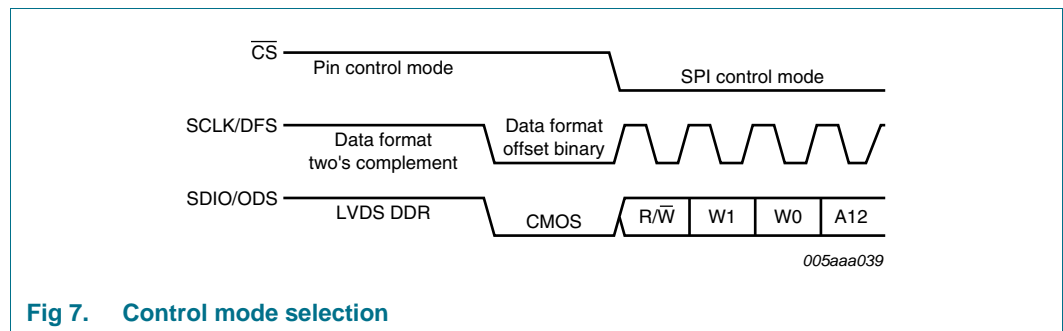 C̅S̅
Pin control mode
SPI control mode
SCLK/DFS
Data format
two's complement
Data format
offset binary
SDIO/ODS
LVDS DDR
CMOS
R/W̅
W1
W0
A12
005aaa039
Fig 7. Control mode selection